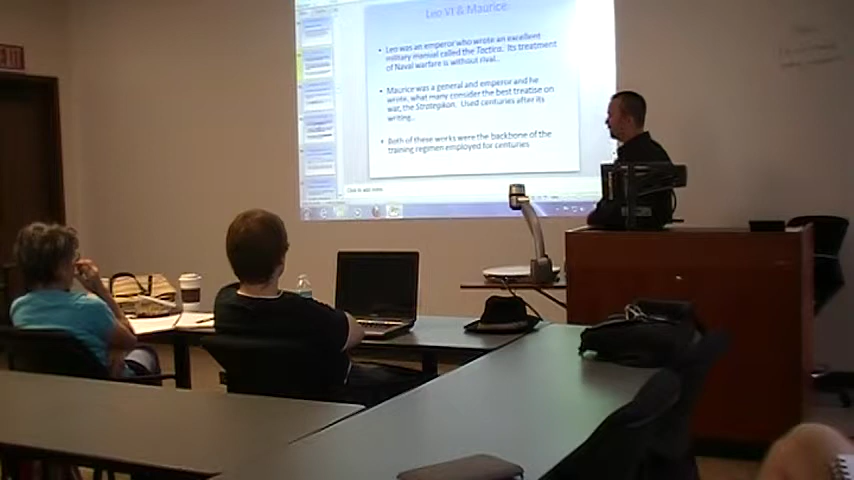 Leo VI & Maurice
• Leo was an emperor who wrote an excellent
military manual called the Tactica. Its treatment
of Naval warfare is without rival..
• Maurice was a general and emperor and he
wrote, what many consider the best treatise on
war, the Strategikon. Used centuries after its
writing..
• Both of these works were the backbone of the
training regimen employed for centuries
Click to add notes